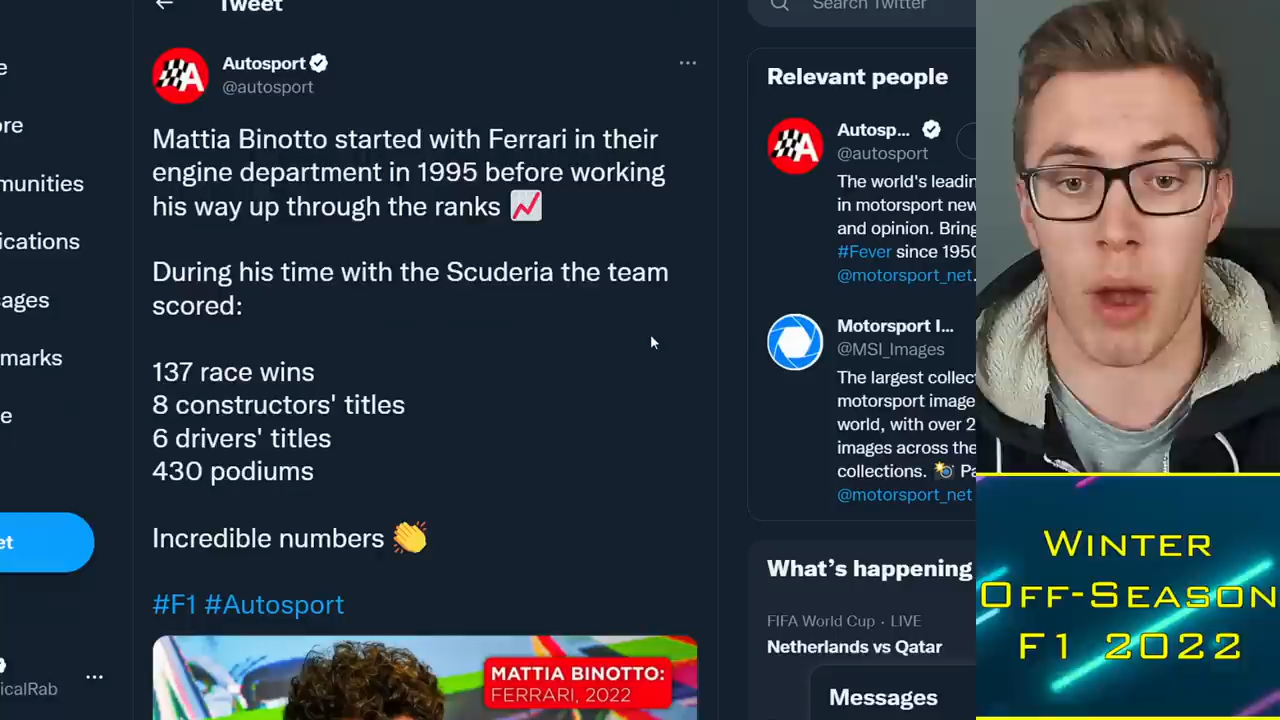 Tweet
Search Twitter
e
ore
munities
ications
ages
marks
e
et
icalRab
Autosport
@autosport
Mattia Binotto started with Ferrari in their
engine department in 1995 before working
his way up through the ranks
During his time with the Scuderia the team
scored:
137 race wins
8 constructors' titles
6 drivers' titles
430 podiums
Incredible numbers
#F1 #Autosport
MATTIA BINOTTO:
FERRARI, 2022
Relevant people
Autosp...
@autosport
The world's leadin
in motorsport new
and opinion. Bring
#Fever since 1950
@motorsport_net.
Motorsport I...
@MSI_Images
The largest collec
motorsport image
world, with over 2
images across the
collections. Pa
@motorsport_net
What's happening
FIFA World Cup · LIVE
Netherlands vs Qatar
Messages
WINTER
OFF-SEASON
F1 2022